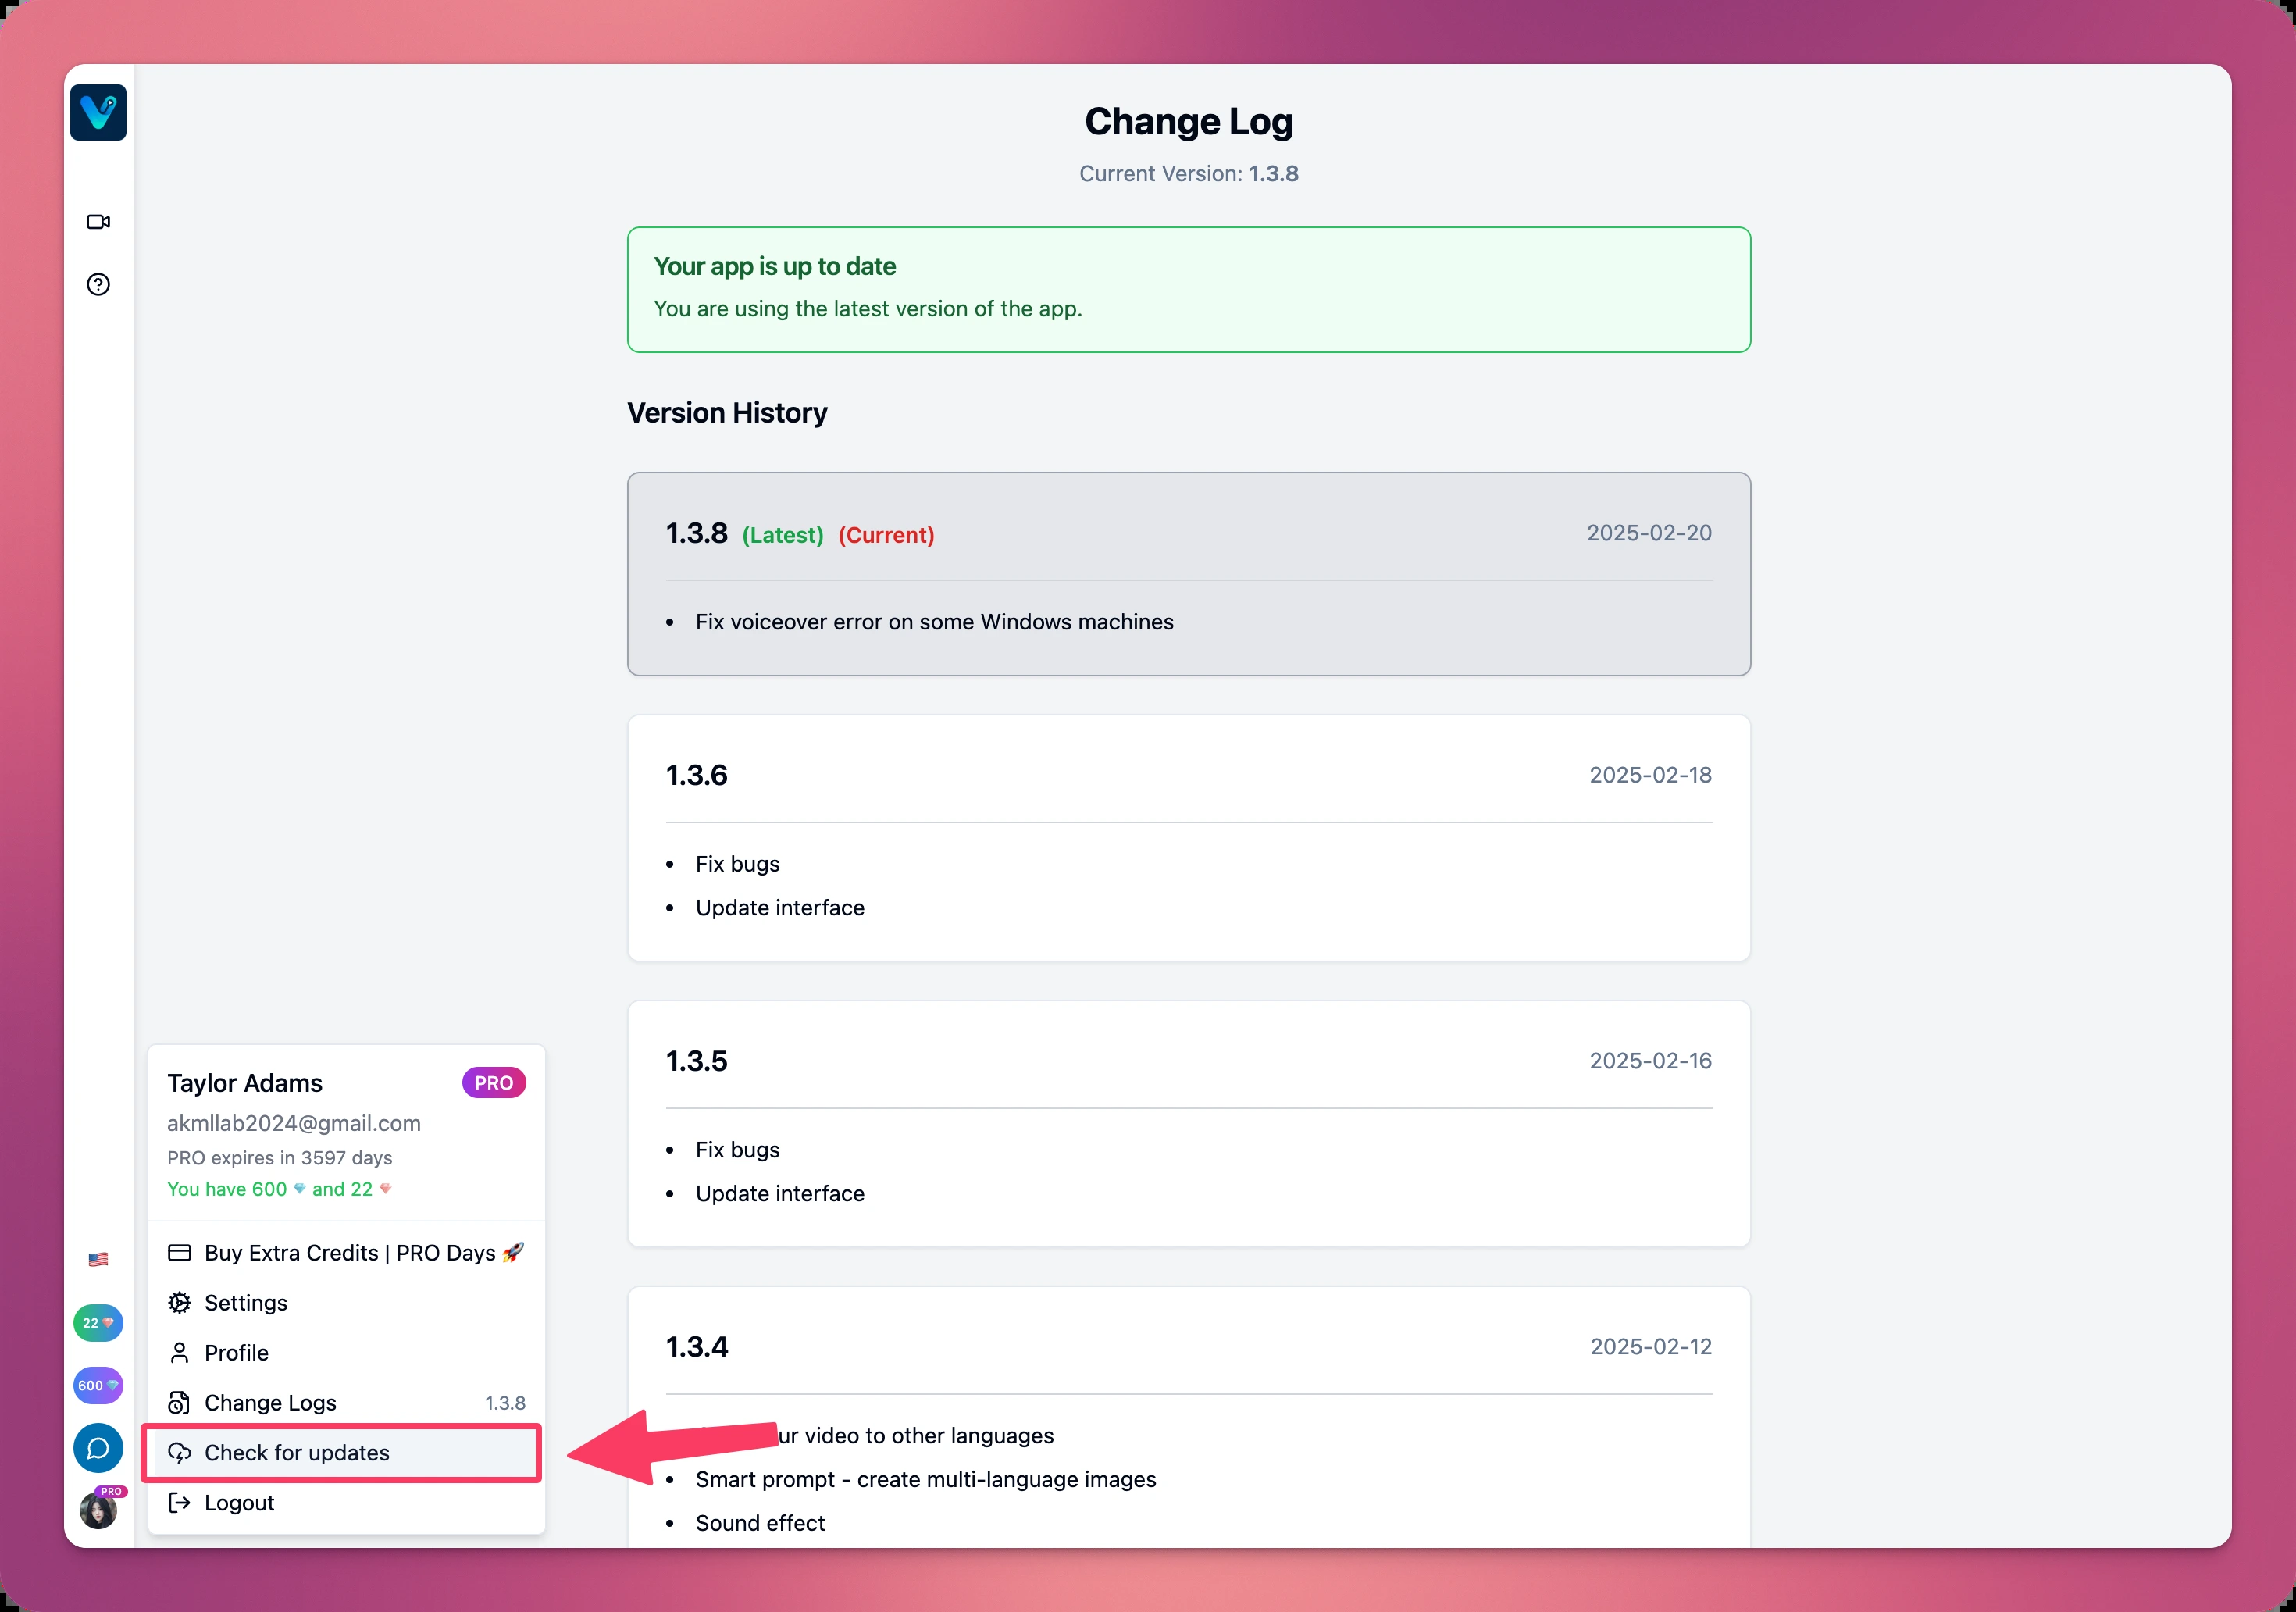 Change Log
Current Version: 1.3.8
Your app is up to date
You are using the latest version of the app.
Version History
1.3.8 (Latest) (Current) 2025-02-20
• Fix voiceover error on some Windows machines
1.3.6 2025-02-18
• Fix bugs
• Update interface
1.3.5 2025-02-16
• Fix bugs
• Update interface
1.3.4 2025-02-12
video to other languages
• Smart prompt - create multi-language images
• Sound effect
Taylor Adams PRO
akmllab2024@gmail.com
PRO expires in 3597 days
You have 600 💎 and 22
Buy Extra Credits | PRO Days 🚀
Settings
Profile
Change Logs 1.3.8
Check for updates
Logout
22
600 💎
PRO